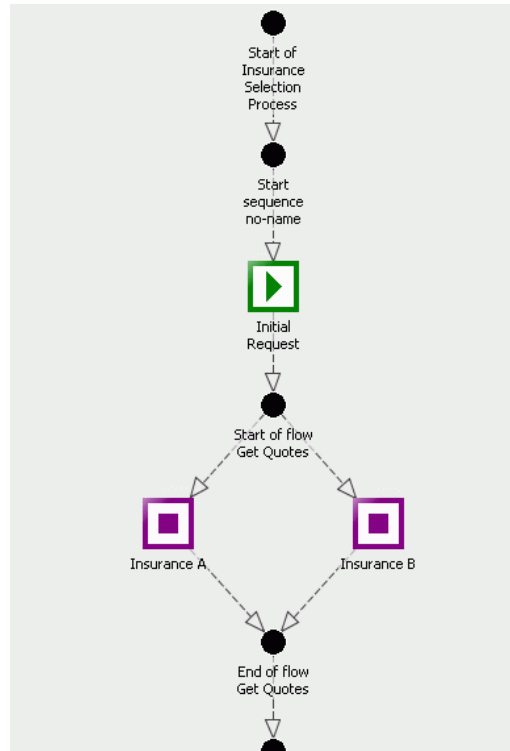 Start of
Insurance
Selection
Process
Start
sequence
no-name
Initial
Request
Start of flow
Get Quotes
Insurance A
Insurance B
End of flow
Get Quotes